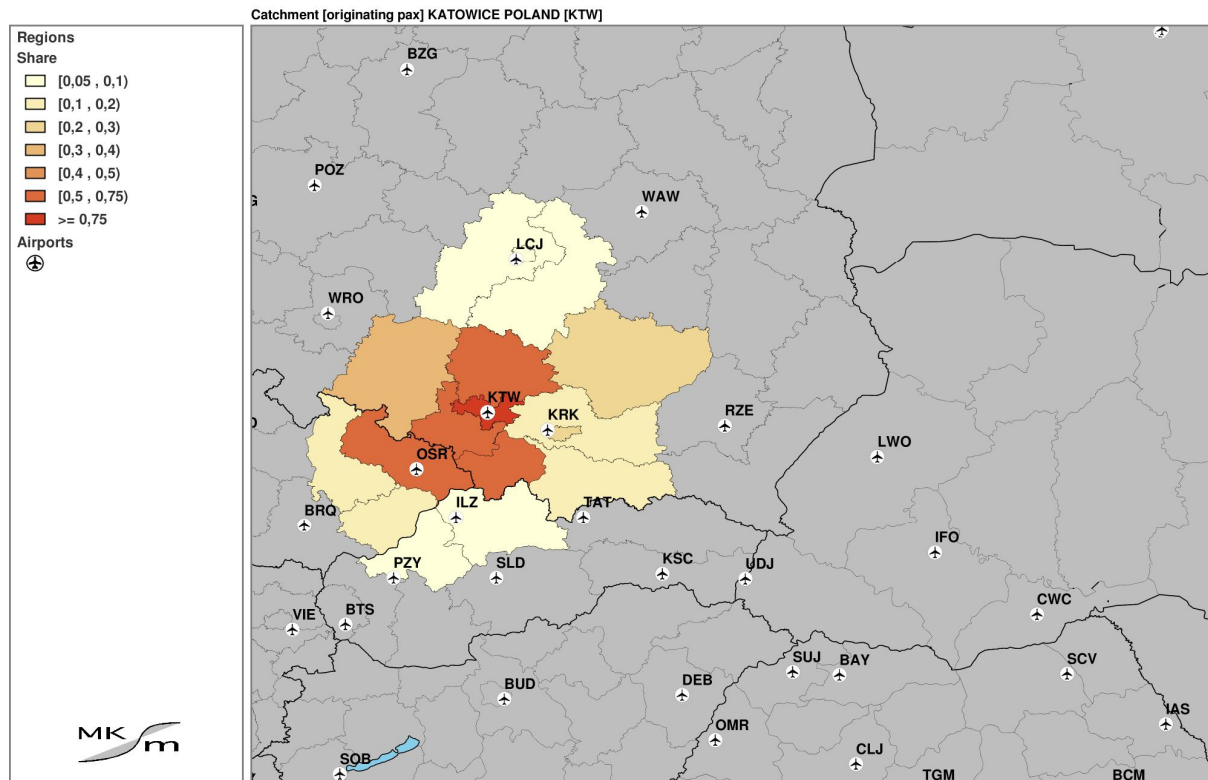 Catchment [originating pax] KATOWICE POLAND [KTW]
Regions
Share
[0,05 , 0,1)
[0,1 , 0,2)
[0,2 , 0,3)
[0,3 , 0,4)
[0,4 , 0,5)
[0,5 , 0,75)
>= 0,75
Airports
BZG
POZ
WAW
LCJ
WRO
KTW
KRK
RZE
LWO
OSR
BRQ
ILZ
TAT
IFO
PZY
SLD
KSC
UDJ
VIE
BTS
CWC
SUJ
BAY
SCV
BUD
DEB
OMR
IAS
SOB
CLJ
TGM
BCM
MK
m